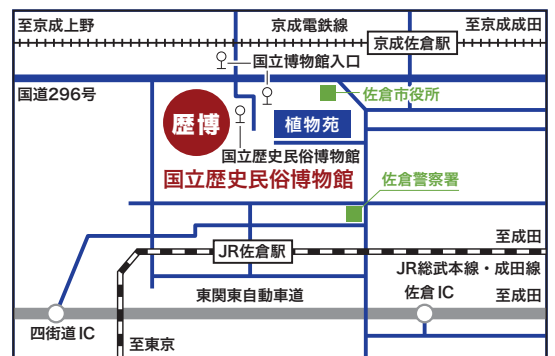 至京成上野
京成電鉄線
至京成成田
京成佐倉駅
国立博物館入口
国道296号
佐倉市役所
歴博
植物苑
国立歴史民俗博物館
国立歴史民俗博物館
佐倉警察署
至成田
JR佐倉駅
JR総武本線・成田線
東関東自動車道
佐倉IC
至成田
四街道IC
至東京